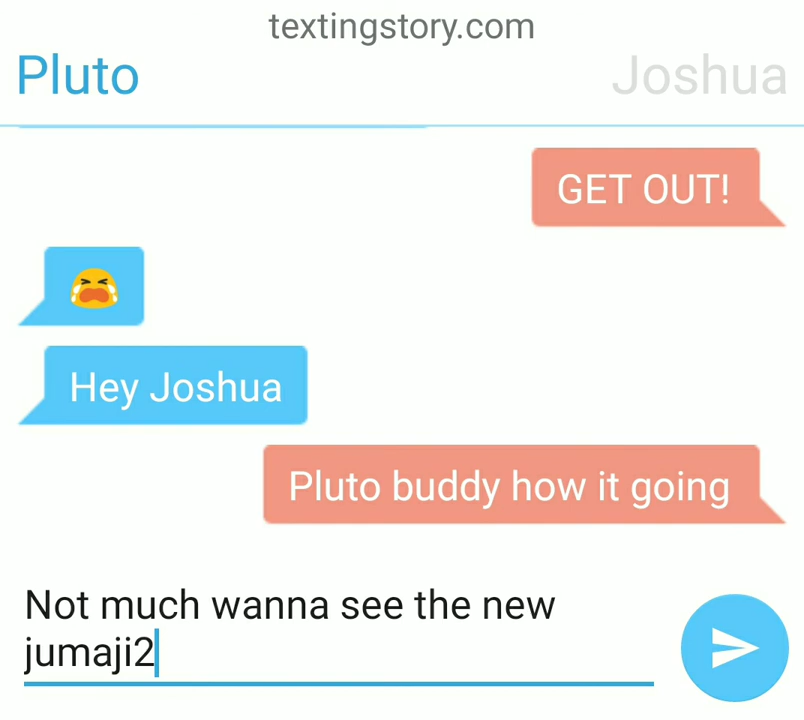 textingstory.com
Pluto
Joshua
GET OUT!
😭
Hey Joshua
Pluto buddy how it going
Not much wanna see the new
jumaji2